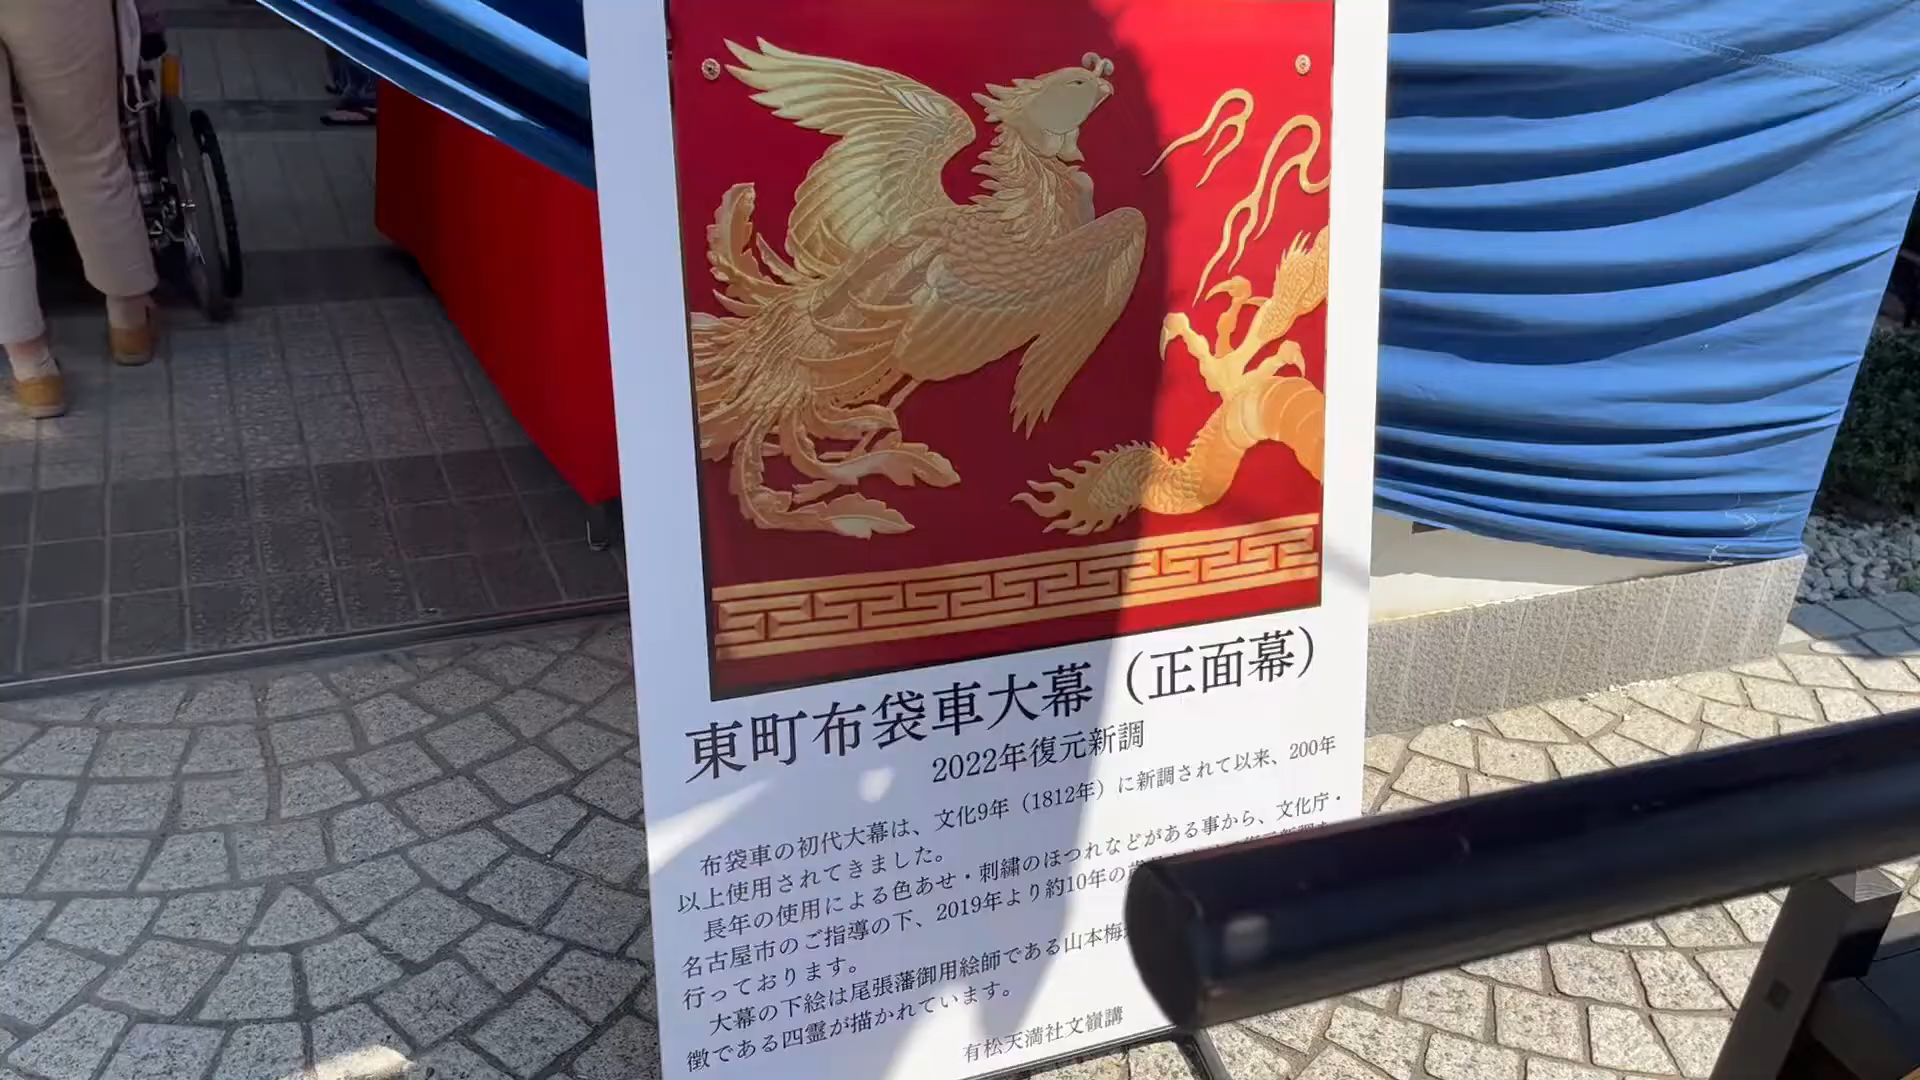 東町布袋車大幕（正面幕）
2022年復元新調
布袋車の初代大幕は、文化9年（1812年）に新調されて以来、200年
以上使用されてきました。
長年の使用による色あせ・刺繍のほつれなどがある事から、文化庁・
名古屋市のご指導の下、2019年より約10年の歳月
行っております。
大幕の下絵は尾張藩御用絵師である山本梅
徴である四霊が描かれています。
有松天満社文嶺講